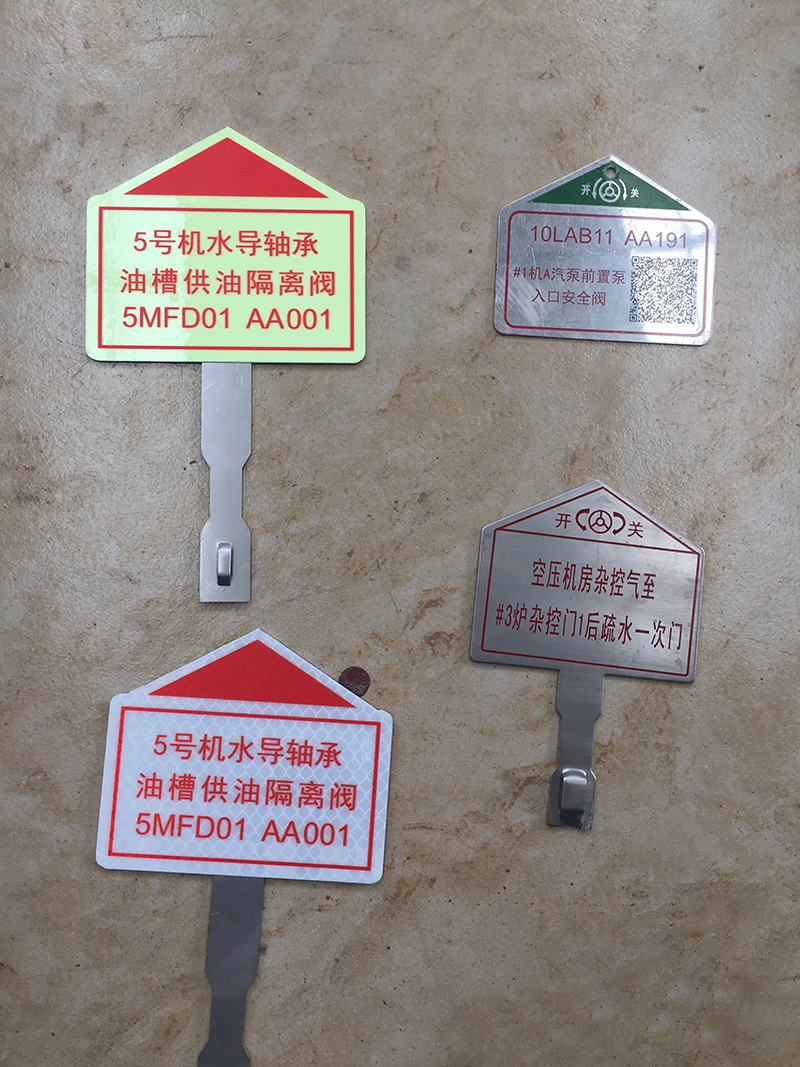 5号机水导轴承
油槽供油隔离阀
5MFD01 AA001
开 关
10LAB11 AA191
#1机A汽泵前置泵
入口安全阀
开 关
空压机房杂控气至
#3炉杂控门1后疏水一次门
5号机水导轴承
油槽供油隔离阀
5MFD01 AA001